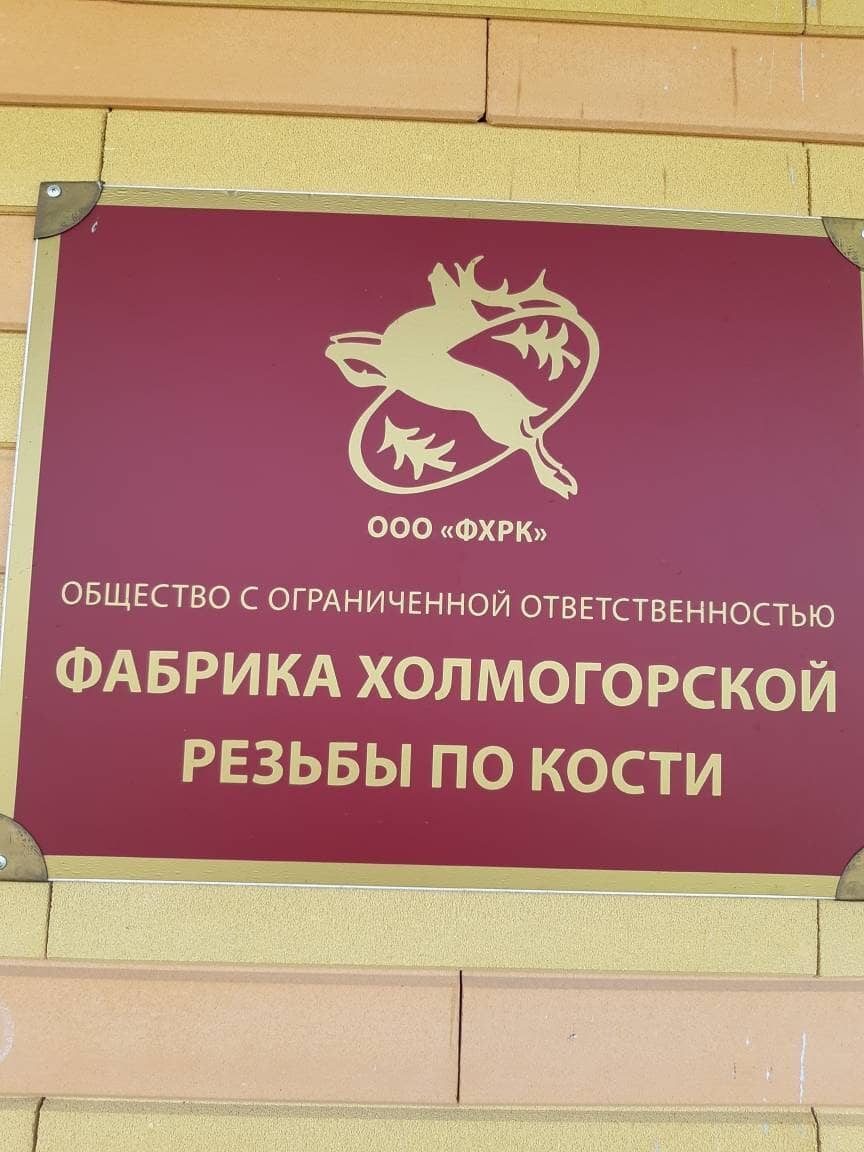 ООО «ФХРК»
ОБЩЕСТВО С ОГРАНИЧЕННОЙ ОТВЕТСТВЕННОСТЬЮ
ФАБРИКА ХОЛМОГОРСКОЙ
РЕЗЬБЫ ПО КОСТИ